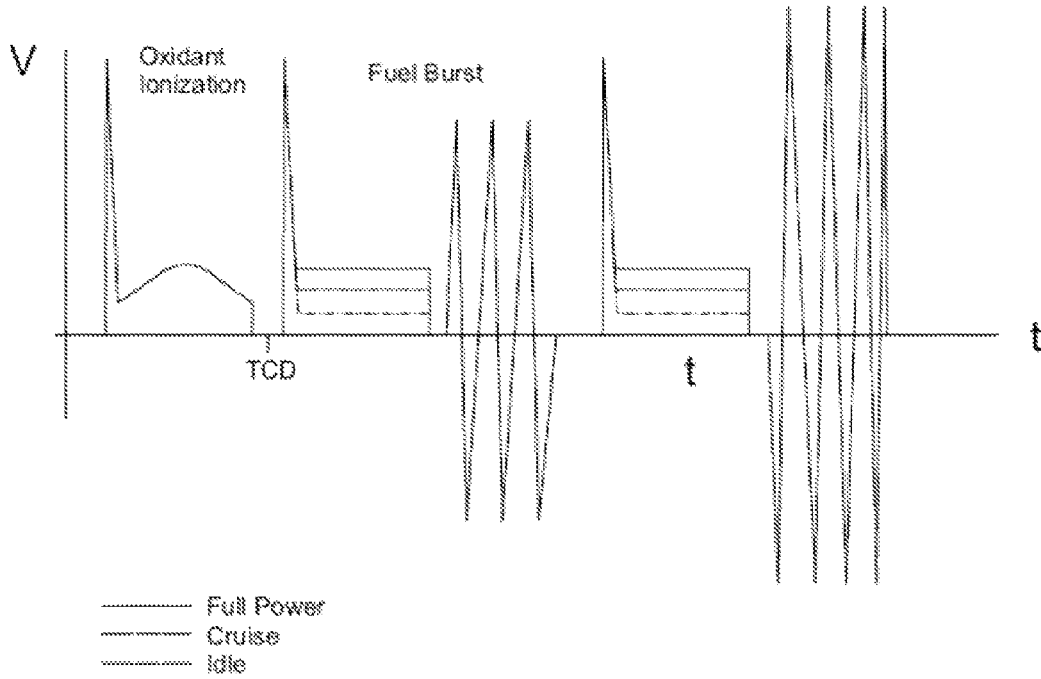 V
Oxidant
Ionization
Fuel Burst
TCD
t
t
Full Power
Cruise
Idle